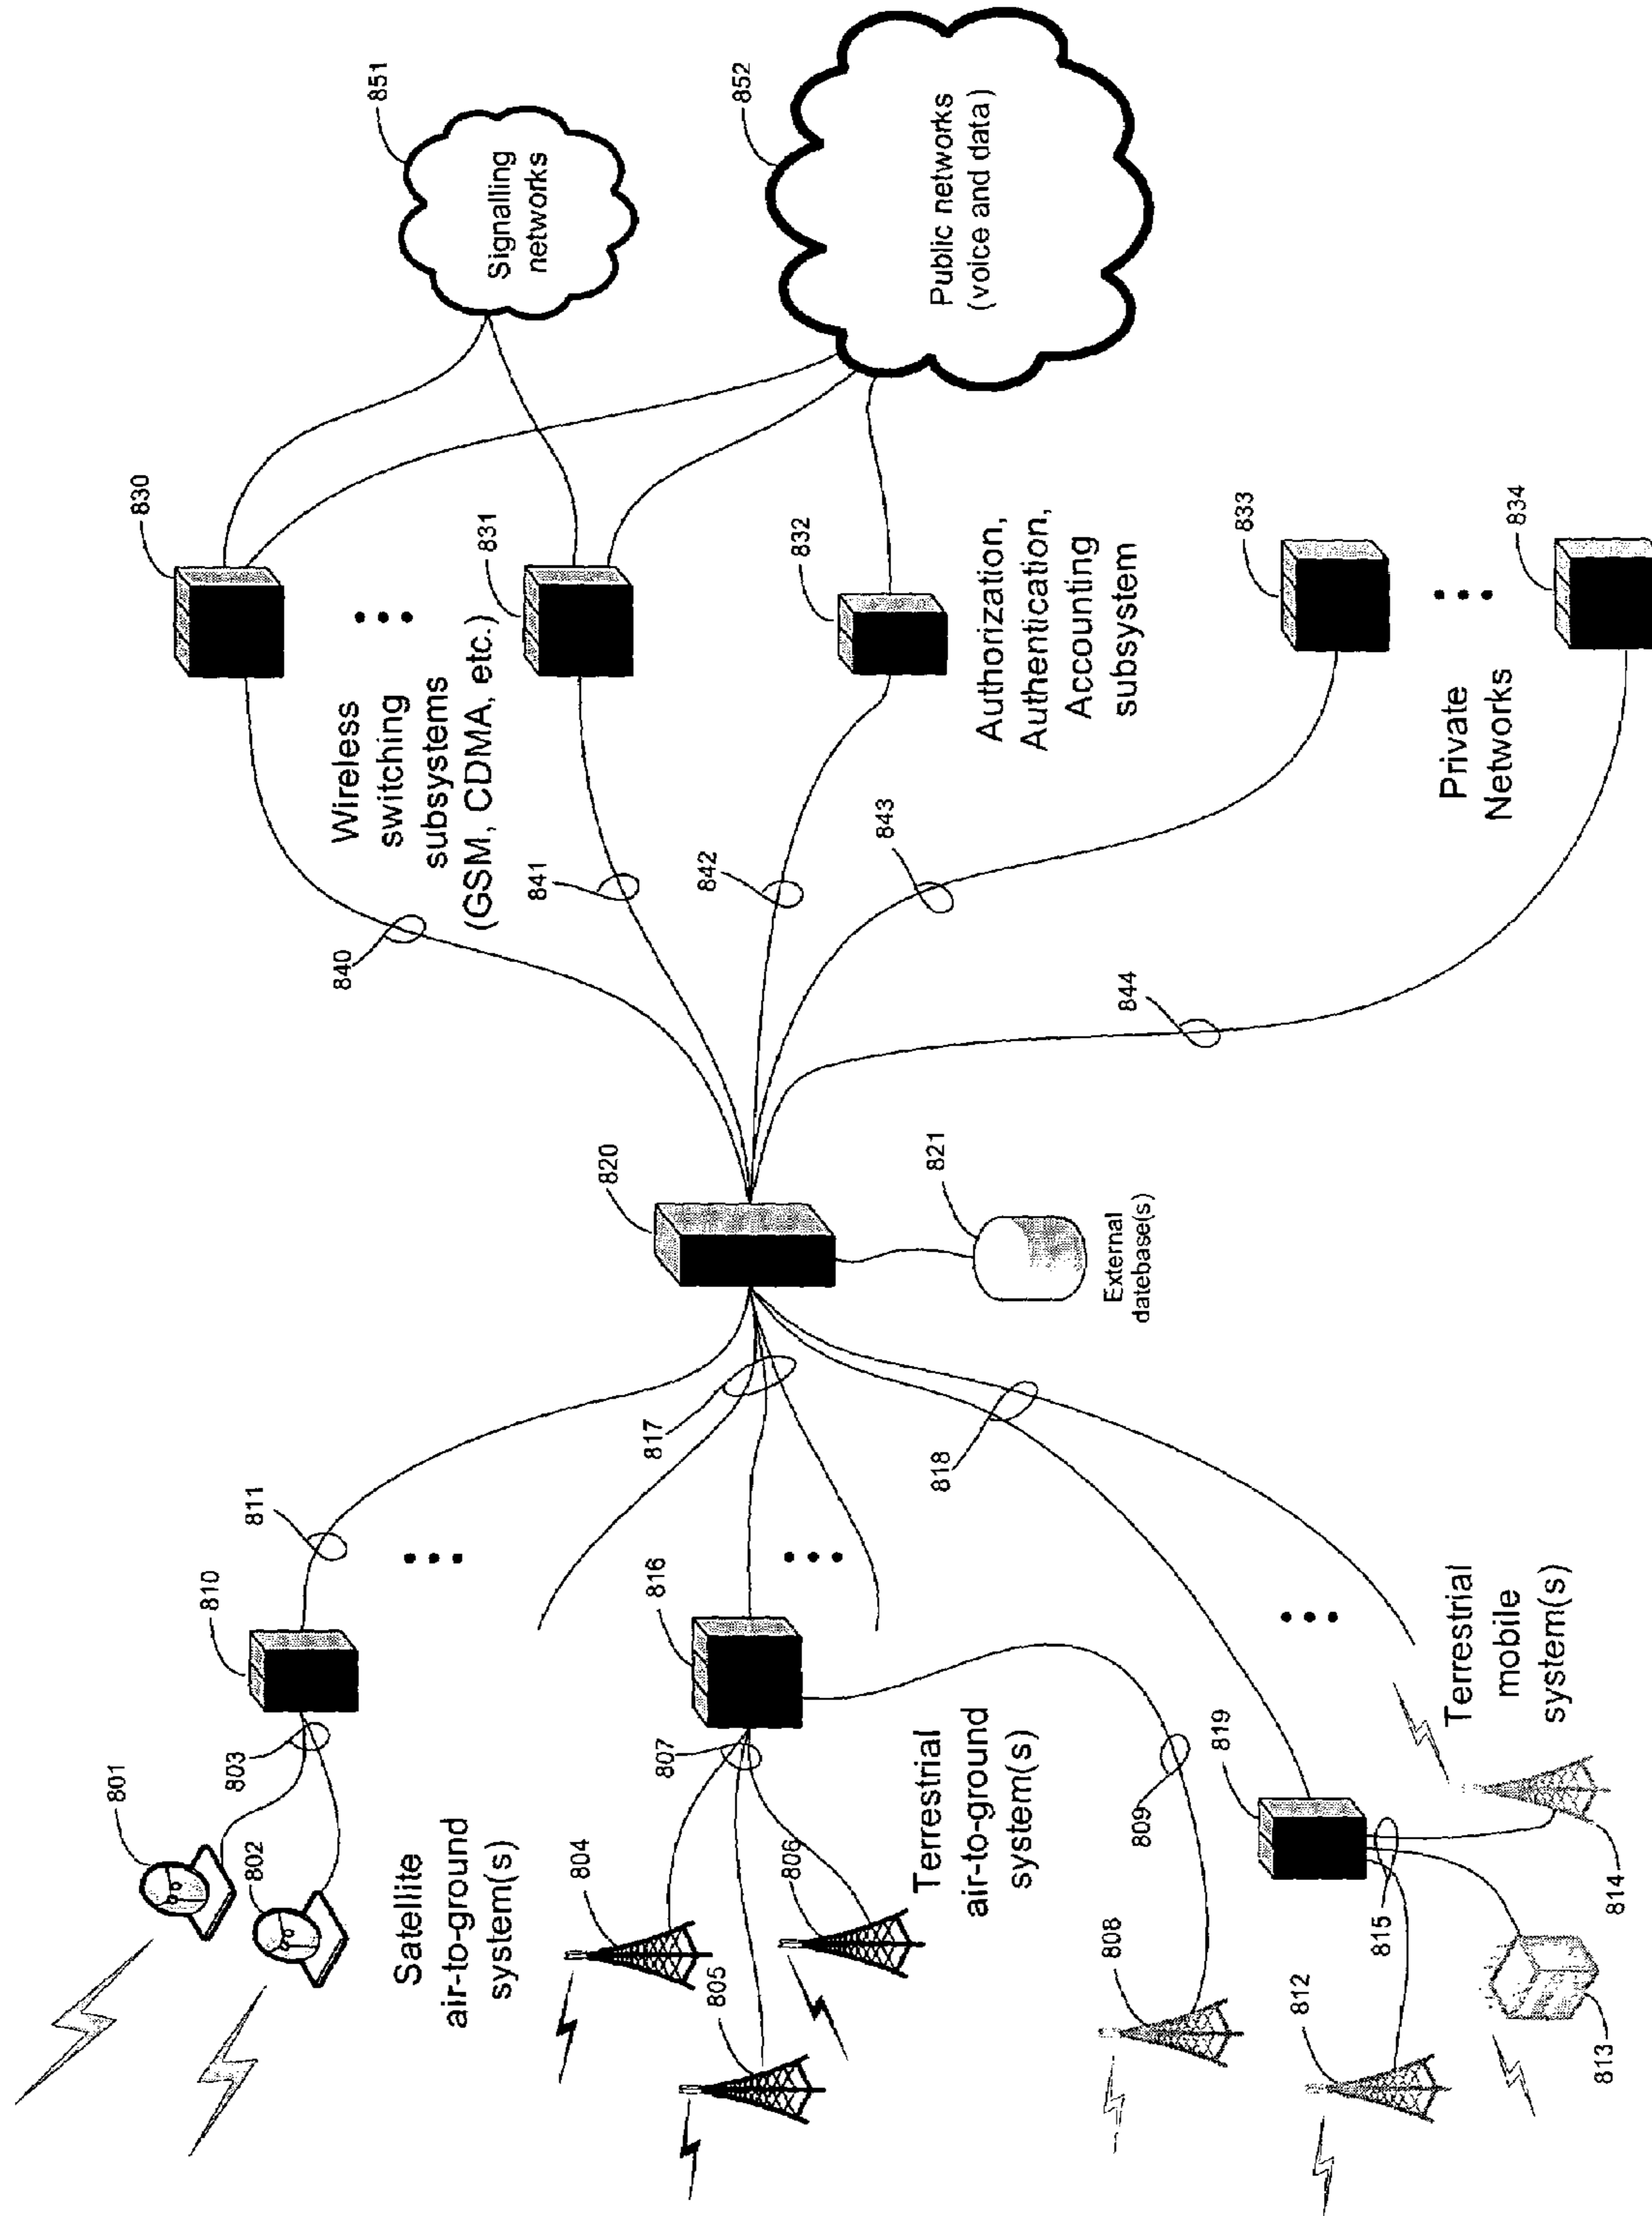 801
802
803
810
811
Satellite
air-to-ground
system(s)
804
805
806
807
816
817
Terrestrial
air-to-ground
system(s)
808
809
812
813
814
815
819
818
Terrestrial
mobile
system(s)
820
821
External
datebase(s)
840
841
842
843
844
830
Wireless
switching
subsystems
(GSM, CDMA, etc.)
831
832
Authorization,
Authentication,
Accounting
subsystem
833
Private
Networks
834
851
Signalling
networks
852
Public networks
(voice and data)